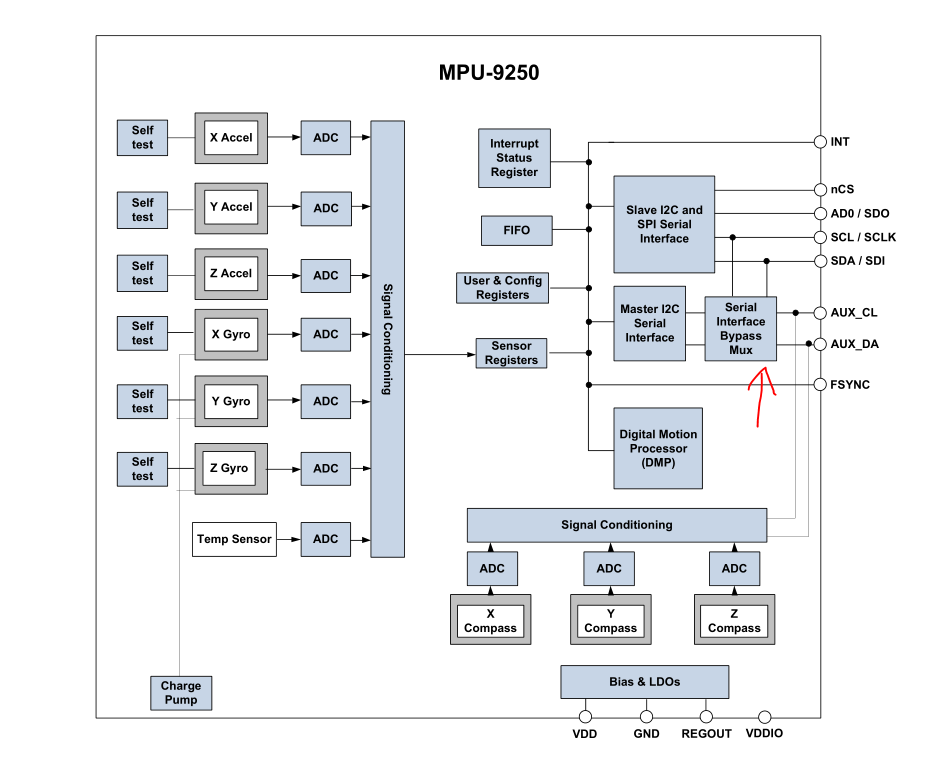 MPU-9250
Self
test
X Accel
ADC
Self
test
Y Accel
ADC
Self
test
Z Accel
ADC
Self
test
X Gyro
ADC
Self
test
Y Gyro
ADC
Self
test
Z Gyro
ADC
Temp Sensor
ADC
Signal Conditioning
Charge
Pump
Interrupt
Status
Register
FIFO
User & Config
Registers
Sensor
Registers
Slave I2C and
SPI Serial
Interface
Master I2C
Serial
Interface
Serial
Interface
Bypass
Mux
Digital Motion
Processor
(DMP)
INT
nCS
AD0 / SDO
SCL / SCLK
SDA / SDI
AUX_CL
AUX_DA
FSYNC
Signal Conditioning
ADC
ADC
ADC
X
Compass
Y
Compass
Z
Compass
Bias & LDOs
VDD
GND
REGOUT
VDDIO